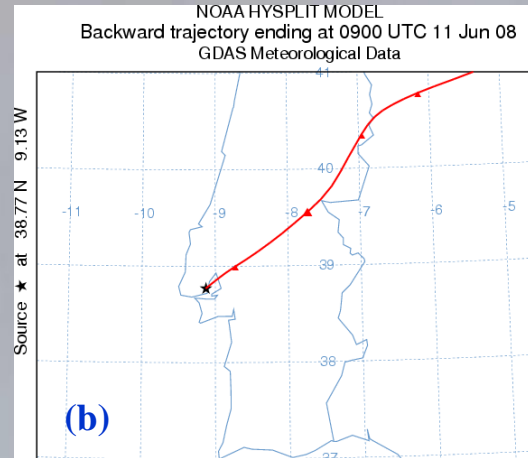 NOAA HYSPLIT MODEL
Backward trajectory ending at 0900 UTC 11 Jun 08
GDAS Meteorological Data
Source ★ at 38.77 N 9.13 W
41
40
-11 -10 -9 -8 -7 -6 -5
39
38
37
(b)